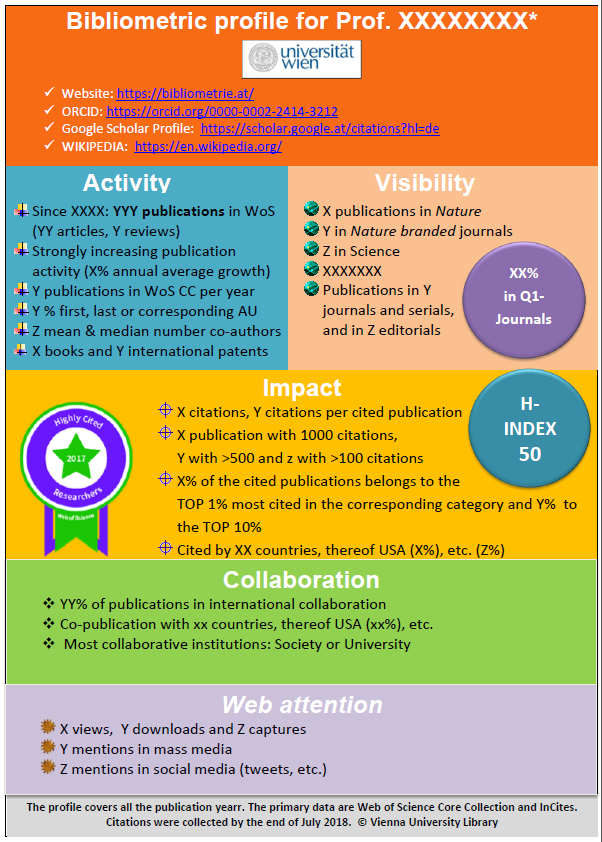 Bibliometric profile for Prof. XXXXXXXX*
universität
wien
Website: https://bibliometrie.at/
ORCID: https://orcid.org/0000-0002-2414-3212
Google Scholar Profile: https://scholar.google.at/citations?hl=de
WIKIPEDIA: https://en.wikipedia.org/
Activity
Since XXXX: YYY publications in WoS
(YY articles, Y reviews)
Strongly increasing publication
activity (X% annual average growth)
Y publications in WoS CC per year
Y % first, last or corresponding AU
Z mean & median number co-authors
X books and Y international patents
Visibility
X publications in Nature
Y in Nature branded journals
Z in Science
XXXXXXX
Publications in Y
journals and serials,
and in Z editorials
XX%
in Q1-
Journals
Impact
X citations, Y citations per cited publication
X publication with 1000 citations,
Y with >500 and z with >100 citations
X% of the cited publications belongs to the
TOP 1% most cited in the corresponding category and Y% to
the TOP 10%
Cited by XX countries, thereof USA (X%), etc. (Z%)
H-
INDEX
50
Highly Cited
2017
Researchers
Web of Science
Collaboration
YY% of publications in international collaboration
Co-publication with xx countries, thereof USA (xx%), etc.
Most collaborative institutions: Society or University
Web attention
X views, Y downloads and Z captures
Y mentions in mass media
Z mentions in social media (tweets, etc.)
The profile covers all the publication yearr. The primary data are Web of Science Core Collection and InCites.
Citations were collected by the end of July 2018. © Vienna University Library